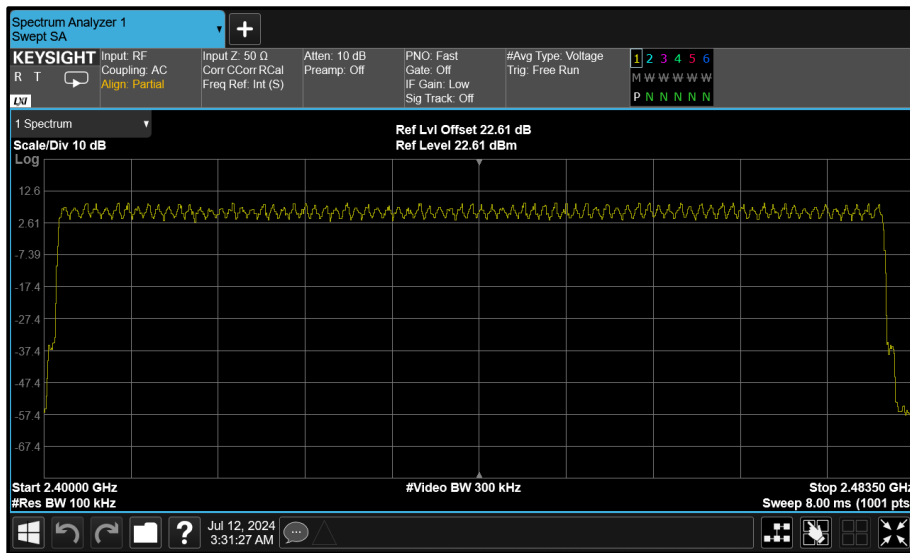 Spectrum Analyzer 1
Swept SA
+
KEYSIGHT
R T
LXI
Input: RF
Coupling: AC
Align: Partial
Input Z: 50 Ω
Corr CCorr RCal
Freq Ref: Int (S)
Atten: 10 dB
Preamp: Off
PNO: Fast
Gate: Off
IF Gain: Low
Sig Track: Off
#Avg Type: Voltage
Trig: Free Run
1 2 3 4 5 6
M W W W W W
P N N N N N
1 Spectrum
Scale/Div 10 dB
Ref Lvl Offset 22.61 dB
Ref Level 22.61 dBm
Log
12.6
2.61
-7.39
-17.4
-27.4
-37.4
-47.4
-57.4
-67.4
Start 2.40000 GHz
#Res BW 100 kHz
#Video BW 300 kHz
Stop 2.48350 GHz
Sweep 8.00 ms (1001 pts
?
Jul 12, 2024
3:31:27 AM